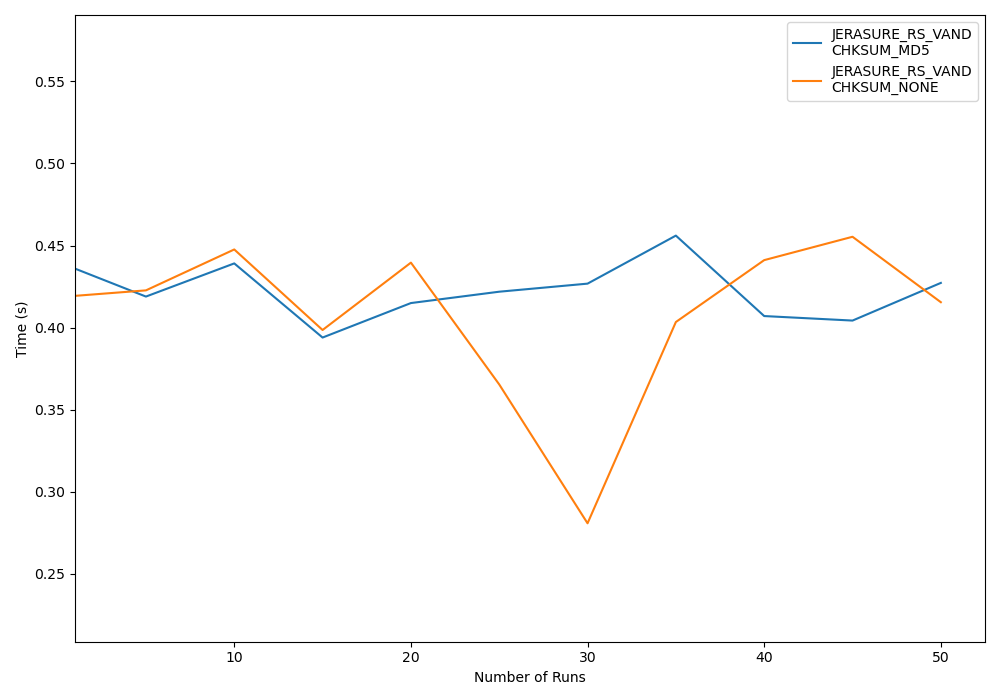 JERASURE_RS_VAND
CHKSUM_MD5
JERASURE_RS_VAND
CHKSUM_NONE
0.55
0.50
0.45
0.40
0.35
0.30
0.25
Time (s)
10 20 30 40 50
Number of Runs